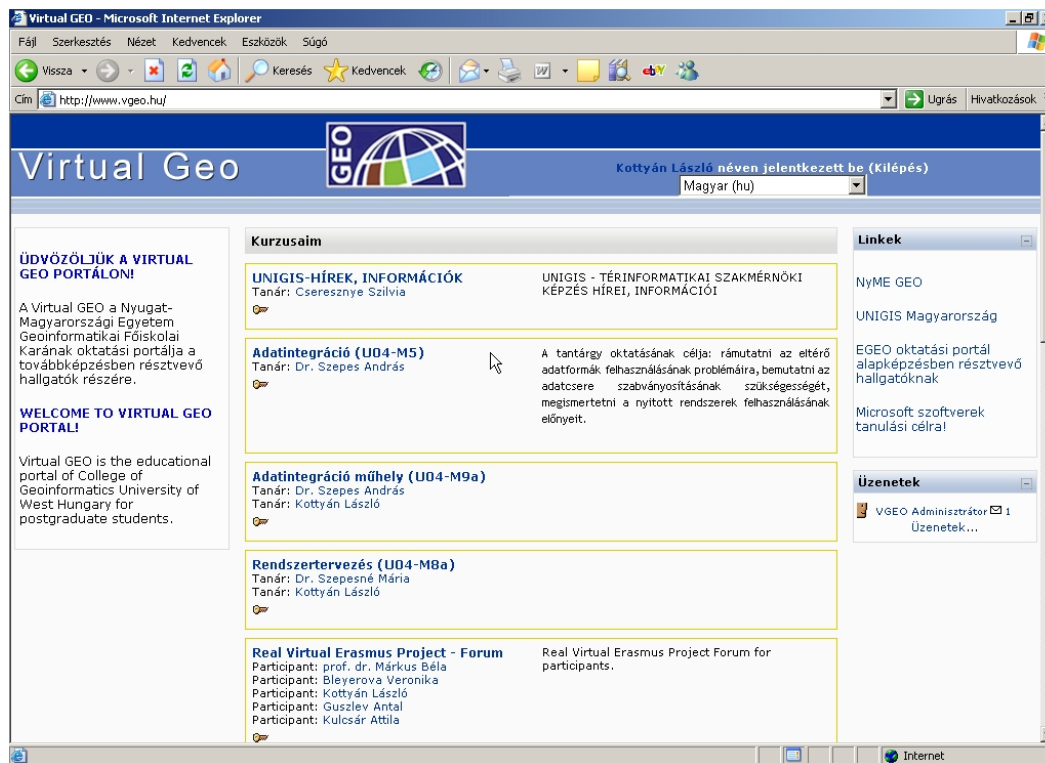 Virtual GEO - Microsoft Internet Explorer
Fájl Szerkesztés Nézet Kedvencek Eszközök Súgó
Vissza Keresés Kedvencek
Cím http://www.vgeo.hu/ Ugrás Hivatkozások
Virtual Geo
GEO
Kottyán László néven jelentkezett be (Kilépés)
Magyar (hu)
ÜDVÖZÖLJÜK A VIRTUAL
GEO PORTÁLON!
A Virtual GEO a Nyugat-
Magyarországi Egyetem
Geoinformatikai Főiskolai
Karának oktatási portálja a
továbbképzésben résztvevő
hallgatók részére.
WELCOME TO VIRTUAL GEO
PORTAL!
Virtual GEO is the educational
portal of College of
Geoinformatics University of
West Hungary for
postgraduate students.
Kurzusaim
UNIGIS-HÍREK, INFORMÁCIÓK
Tanár: Cseresznye Szilvia
UNIGIS - TÉRINFORMATIKAI SZAKMÉRNÖKI
KÉPZÉS HÍREI, INFORMÁCIÓI
Adatintegráció (U04-M5)
Tanár: Dr. Szepes András
A tantárgy oktatásának célja: rámutatni az eltérő
adatformák felhasználásának problémáira, bemutatni az
adatcsere szabványosításának szükségességét,
megismertetni a nyitott rendszerek felhasználásának
előnyeit.
Adatintegráció műhely (U04-M9a)
Tanár: Dr. Szepes András
Tanár: Kottyán László
Rendszertervezés (U04-M8a)
Tanár: Dr. Szepesné Mária
Tanár: Kottyán László
Real Virtual Erasmus Project - Forum
Participant: prof. dr. Márkus Béla
Participant: Bleyerova Veronika
Participant: Kottyán László
Participant: Guszlev Antal
Participant: Kulcsár Attila
Real Virtual Erasmus Project Forum for
participants.
Linkek
NyME GEO
UNIGIS Magyarország
EGEO oktatási portál
alapképzésben résztvevő
hallgatóknak
Microsoft szoftverek
tanulási célra!
Üzenetek
VGEO Adminisztrátor 1
Üzenetek...
Internet